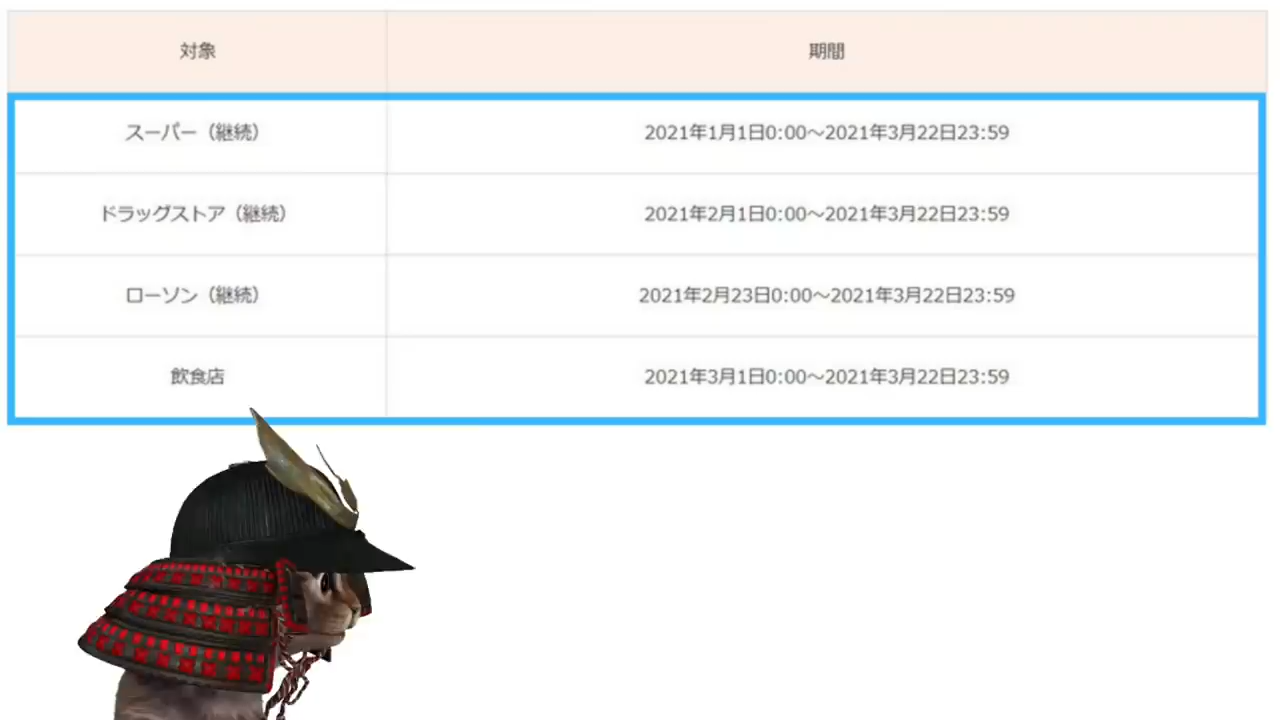 対象 期間
スーパー（継続） 2021年1月1日0:00～2021年3月22日23:59
ドラッグストア（継続） 2021年2月1日0:00～2021年3月22日23:59
ローソン（継続） 2021年2月23日0:00～2021年3月22日23:59
飲食店 2021年3月1日0:00～2021年3月22日23:59